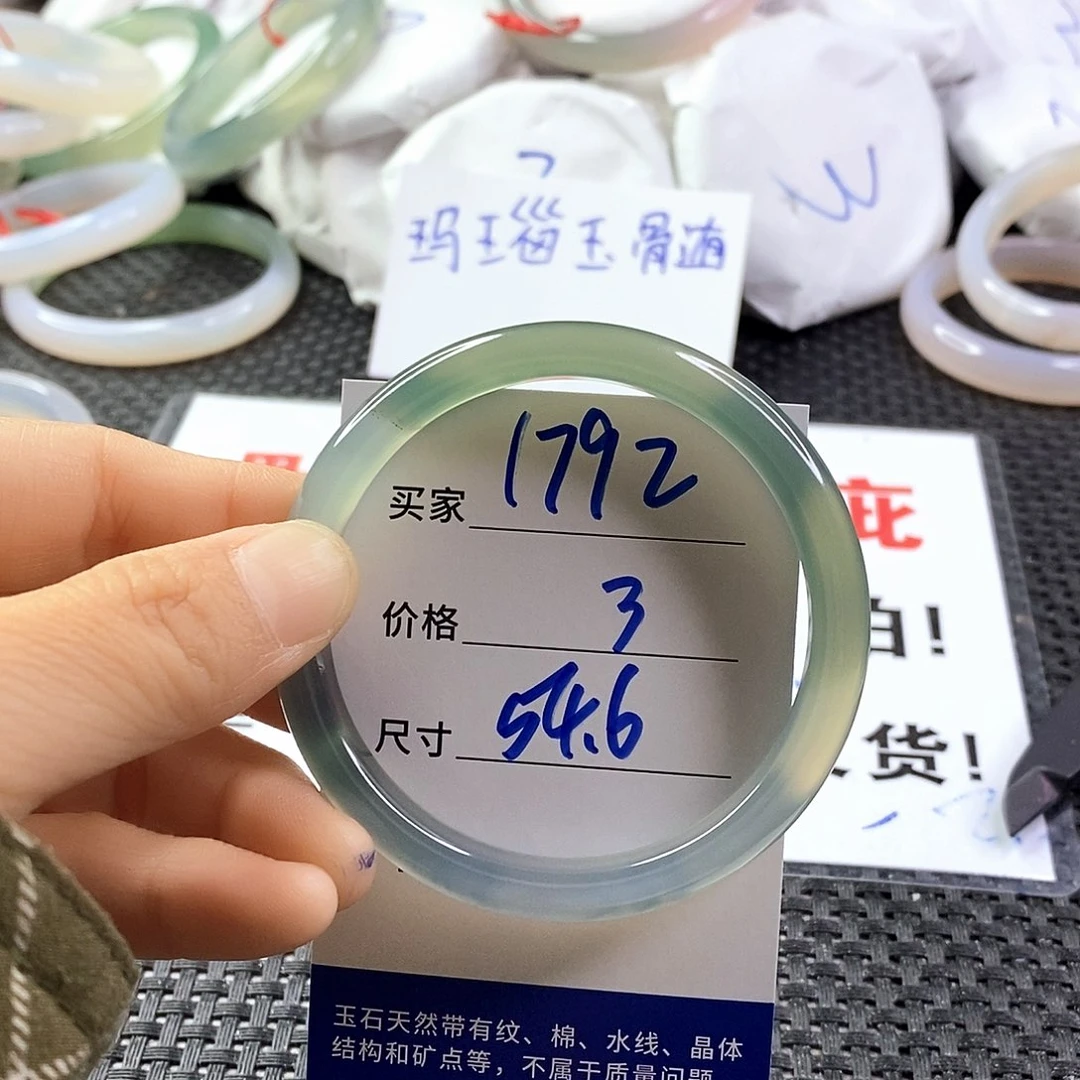 玛瑙玉骨髓
买家 1792
价格 3
尺寸 54.6
疵
白!
货!
玉石天然带有纹、棉、水线、晶体
结构和矿点等，不属于质量问题